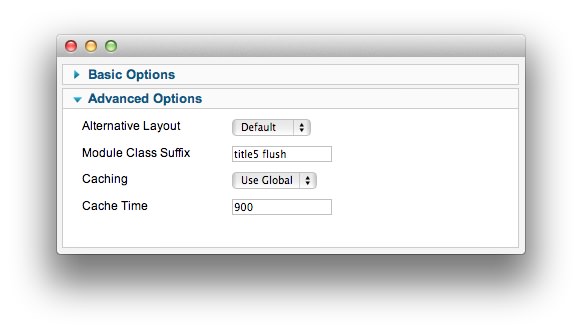 Basic Options
Advanced Options
Alternative Layout Default
Module Class Suffix title5 flush
Caching Use Global
Cache Time 900